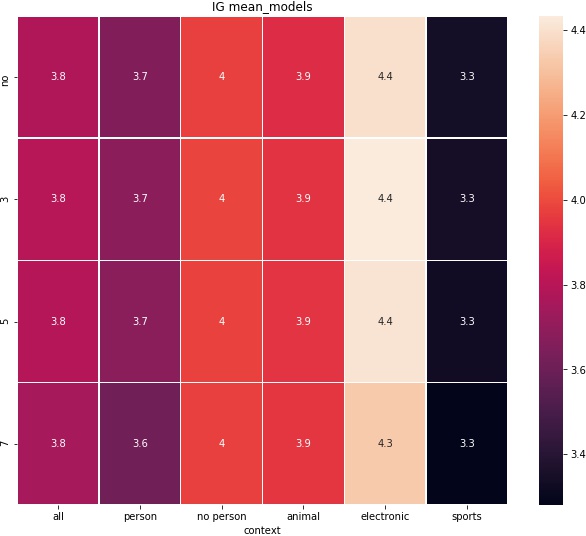 IG mean_models
no 3.8 3.7 4 3.9 4.4 3.3
3 3.8 3.7 4 3.9 4.4 3.3
5 3.8 3.7 4 3.9 4.4 3.3
7 3.8 3.6 4 3.9 4.3 3.3
all person no person animal electronic sports
context
4.4
4.2
4.0
3.8
3.6
3.4